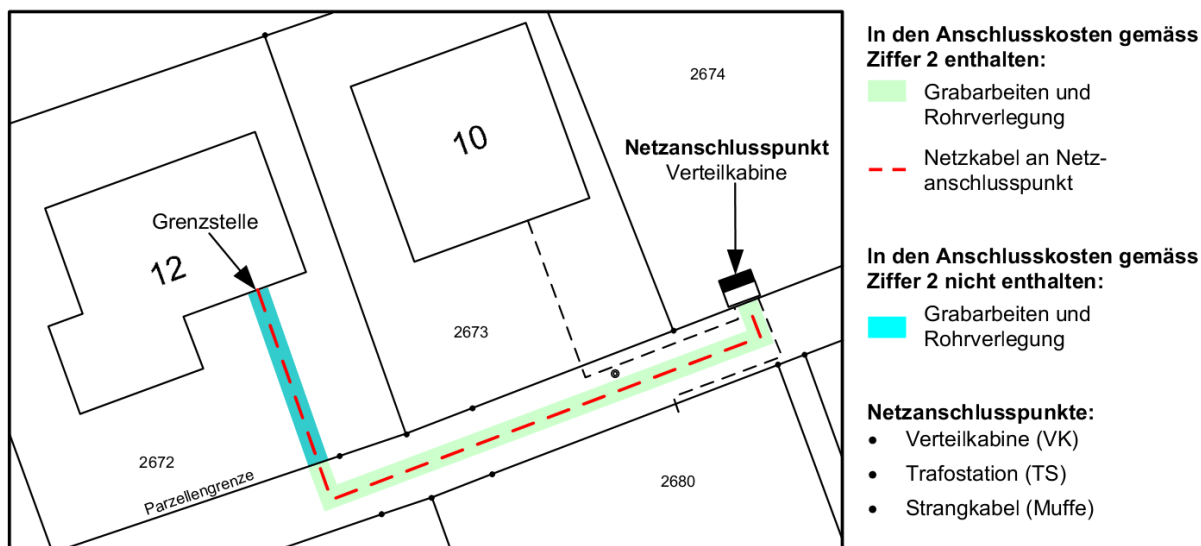 2674
10
Netzanschlusspunkt
Verteilkabine
Grenzstelle
12
2673
2672
Parzellengrenze
2680
In den Anschlusskosten gemäss
Ziffer 2 enthalten:
Grabarbeiten und
Rohrverlegung
Netzkabel an Netz-
anschlusspunkt
In den Anschlusskosten gemäss
Ziffer 2 nicht enthalten:
Grabarbeiten und
Rohrverlegung
Netzanschlusspunkte:
• Verteilkabine (VK)
• Trafostation (TS)
• Strangkabel (Muffe)